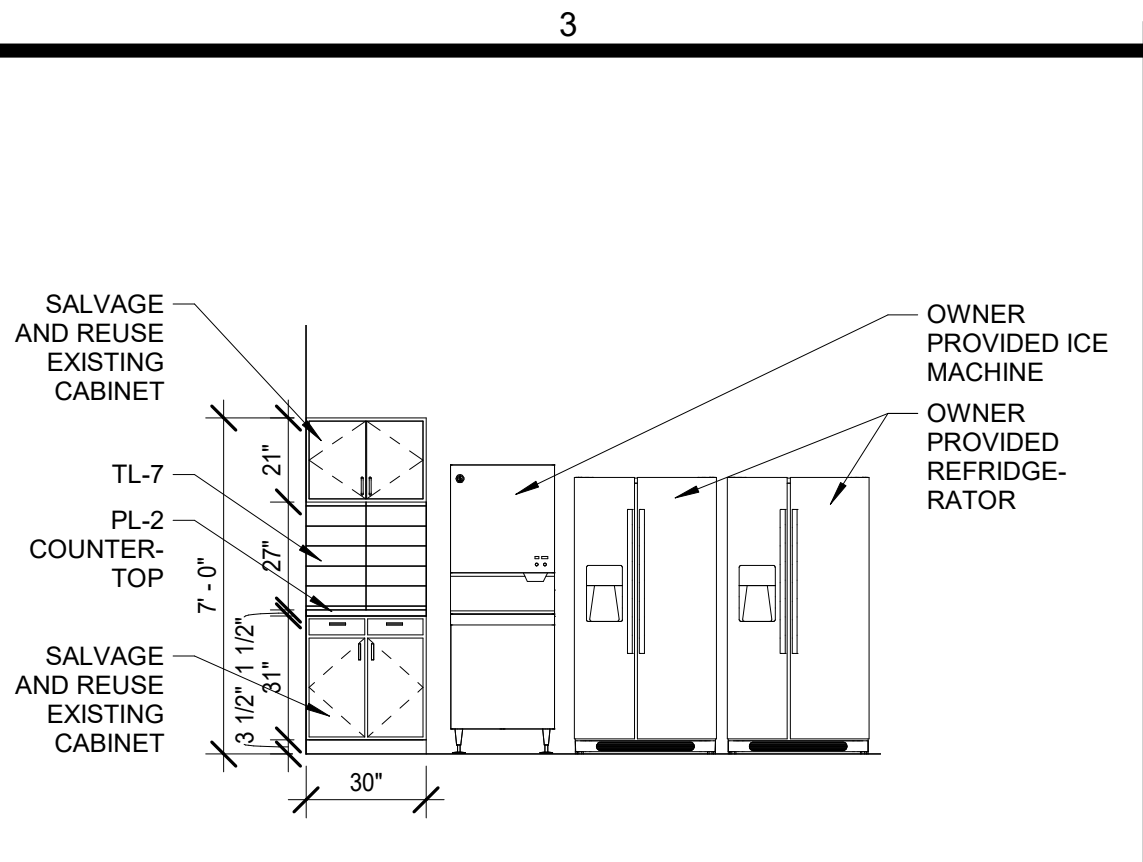 3
SALVAGE
AND REUSE
EXISTING
CABINET
TL-7
PL-2
COUNTER-
TOP
SALVAGE
AND REUSE
EXISTING
CABINET
7' - 0"
21"
27"
1 1/2"
31"
3 1/2"
30"
OWNER
PROVIDED ICE
MACHINE
OWNER
PROVIDED
REFRIDGE-
RATOR